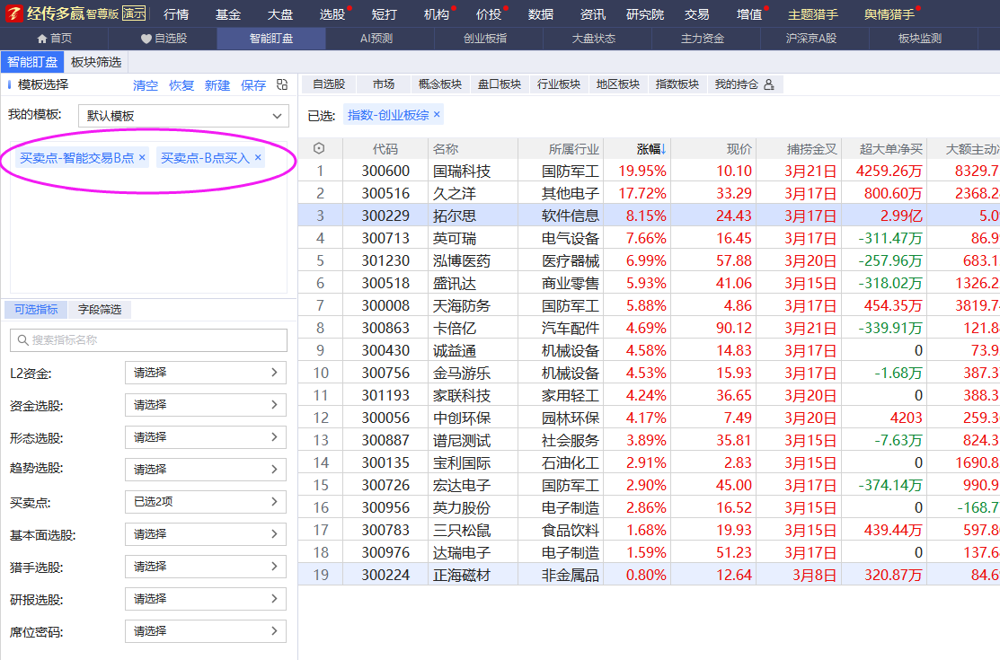 经传多赢 智尊版 演示 行情 基金 大盘 选股 短打 机构 价投 数据 资讯 研究院 交易 增值 主题猎手 舆情猎手
首页 自选股 智能盯盘 AI预测 创业板指 大盘状态 主力资金 沪深京A股 板块监测
智能盯盘 板块筛选
模板选择 清空 恢复 新建 保存
我的模板: 默认模板
买卖点-智能交易B点 × 买卖点-B点买入 ×
可选指标 字段筛选
搜索指标名称
L2资金: 请选择
资金选股: 请选择
形态选股: 请选择
趋势选股: 请选择
买卖点: 已选2项
基本面选股: 请选择
猎手选股: 请选择
研报选股: 请选择
席位密码: 请选择
自选股 市场 概念板块 盘口板块 行业板块 地区板块 指数板块 我的持仓
已选: 指数-创业板综 ×
代码 名称 所属行业 涨幅↓ 现价 捕捞金叉 超大单净买 大额主动
1 300600 国瑞科技 国防军工 19.95% 10.10 3月21日 4259.26万 8329.7
2 300516 久之洋 其他电子 17.72% 33.29 3月17日 800.60万 2368.2
3 300229 拓尔思 软件信息 8.15% 24.43 3月17日 2.99亿 5.0
4 300713 英可瑞 电气设备 7.66% 16.45 3月17日 -311.47万 86.9
5 301230 泓博医药 医疗器械 6.99% 57.88 3月20日 -257.96万 683.1
6 300518 盛讯达 商业零售 5.93% 41.06 3月15日 -318.02万 1326.2
7 300008 天海防务 国防军工 5.88% 4.86 3月17日 454.35万 3819.7
8 300863 卡倍亿 汽车配件 4.69% 90.12 3月21日 -339.91万 121.8
9 300430 诚益通 机械设备 4.58% 14.83 3月17日 0 73.9
10 300756 金马游乐 机械设备 4.53% 15.93 3月17日 -1.68万 387.3
11 301193 家联科技 家用轻工 4.24% 36.65 3月20日 0 388.3
12 300056 中创环保 园林环保 4.17% 7.49 3月20日 4203 259.3
13 300887 谱尼测试 社会服务 3.89% 35.81 3月15日 -7.63万 824.3
14 300135 宝利国际 石油化工 2.91% 2.83 3月15日 0 1690.8
15 300726 宏达电子 国防军工 2.90% 45.00 3月17日 -374.14万 990.9
16 300956 英力股份 电子制造 2.86% 16.52 3月15日 0 -168.7
17 300783 三只松鼠 食品饮料 1.68% 19.93 3月15日 439.44万 597.8
18 300976 达瑞电子 电子制造 1.59% 51.23 3月17日 0 137.6
19 300224 正海磁材 非金属品 0.80% 12.64 3月8日 320.87万 84.6